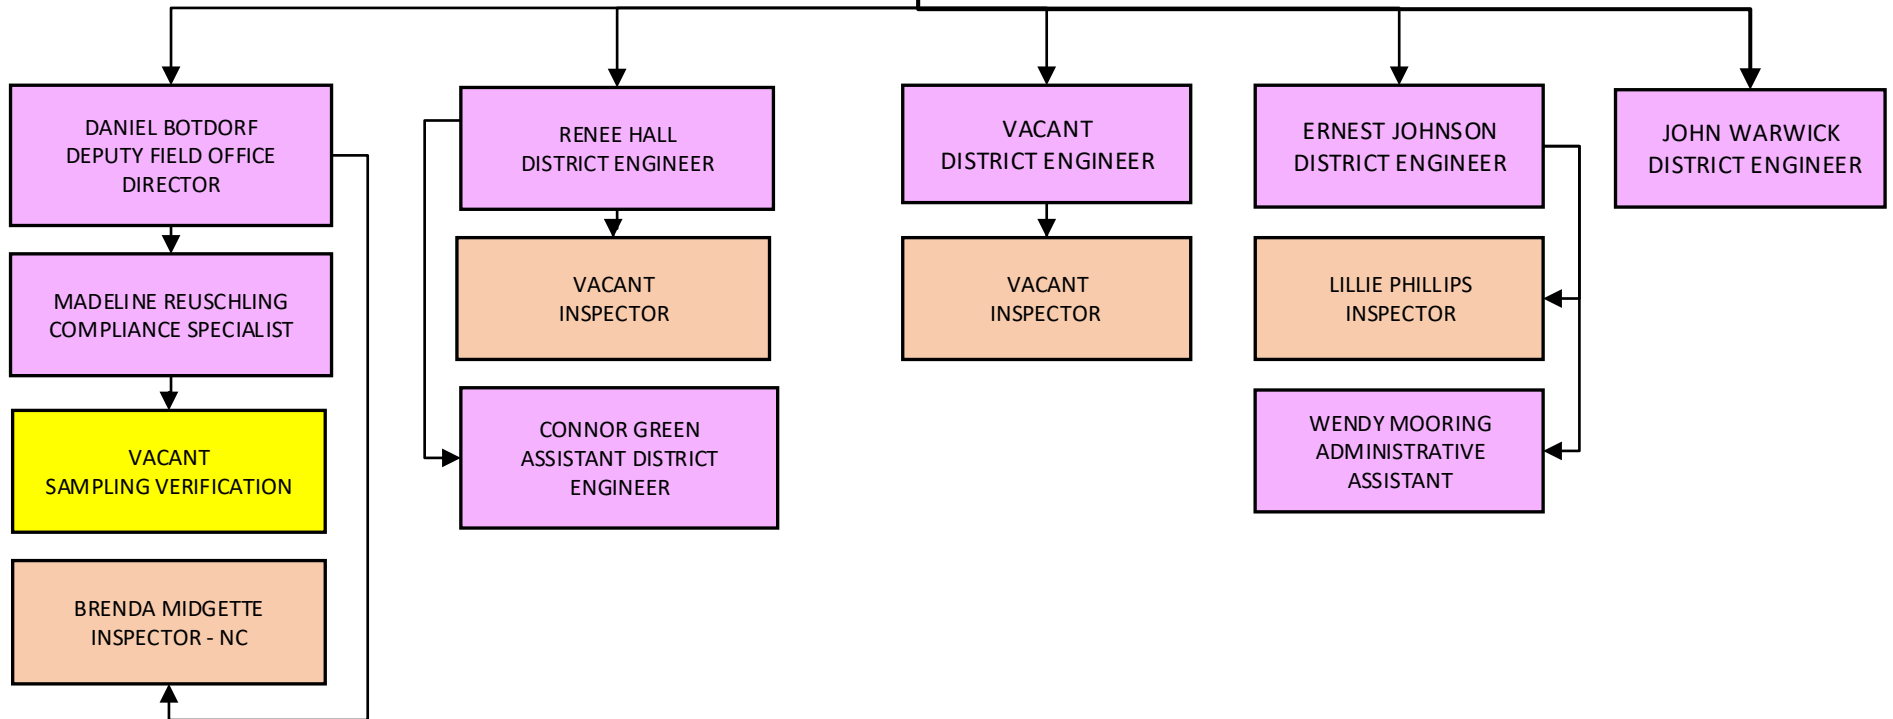 DANIEL BOTDORF
DEPUTY FIELD OFFICE
DIRECTOR
RENEE HALL
DISTRICT ENGINEER
VACANT
DISTRICT ENGINEER
ERNEST JOHNSON
DISTRICT ENGINEER
JOHN WARWICK
DISTRICT ENGINEER
MADELINE REUSCHLING
COMPLIANCE SPECIALIST
VACANT
INSPECTOR
VACANT
INSPECTOR
LILLIE PHILLIPS
INSPECTOR
VACANT
SAMPLING VERIFICATION
CONNOR GREEN
ASSISTANT DISTRICT
ENGINEER
WENDY MOORING
ADMINISTRATIVE
ASSISTANT
BRENDA MIDGETTE
INSPECTOR - NC